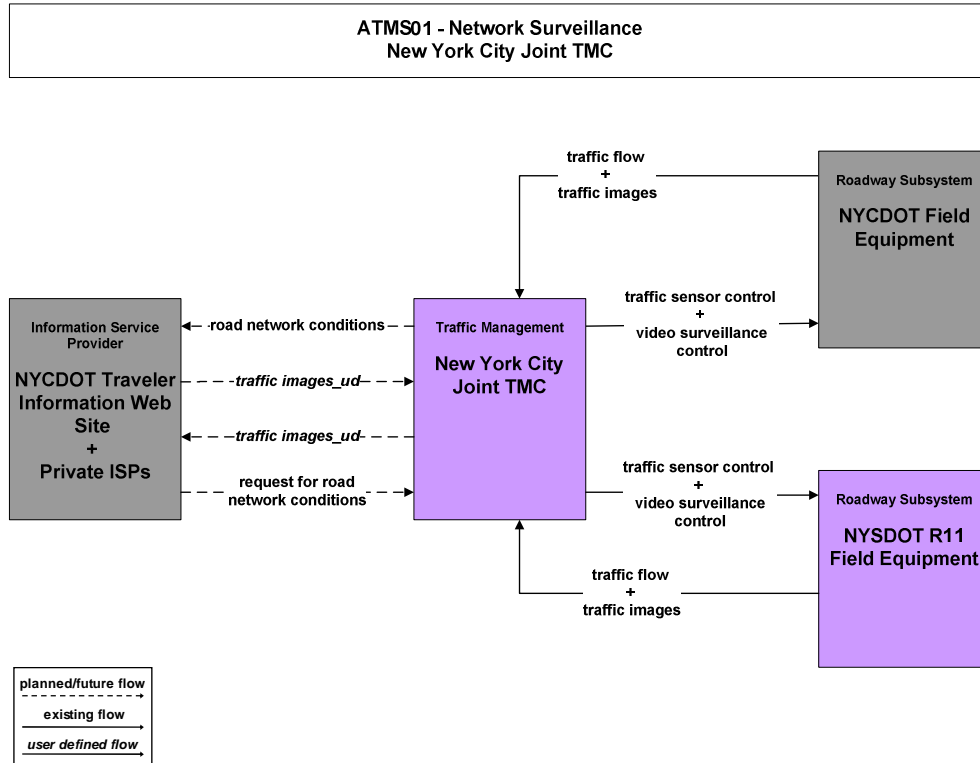 ATMS01 - Network Surveillance
New York City Joint TMC
traffic flow
+
traffic images
Roadway Subsystem
NYCDOT Field
Equipment
traffic sensor control
+
video surveillance
control
Information Service
Provider
NYCDOT Traveler
Information Web
Site
+
Private ISPs
road network conditions
traffic images_ud
traffic images_ud
request for road
network conditions
Traffic Management
New York City
Joint TMC
traffic sensor control
+
video surveillance
control
Roadway Subsystem
NYSDOT R11
Field Equipment
traffic flow
+
traffic images
planned/future flow
existing flow
user defined flow